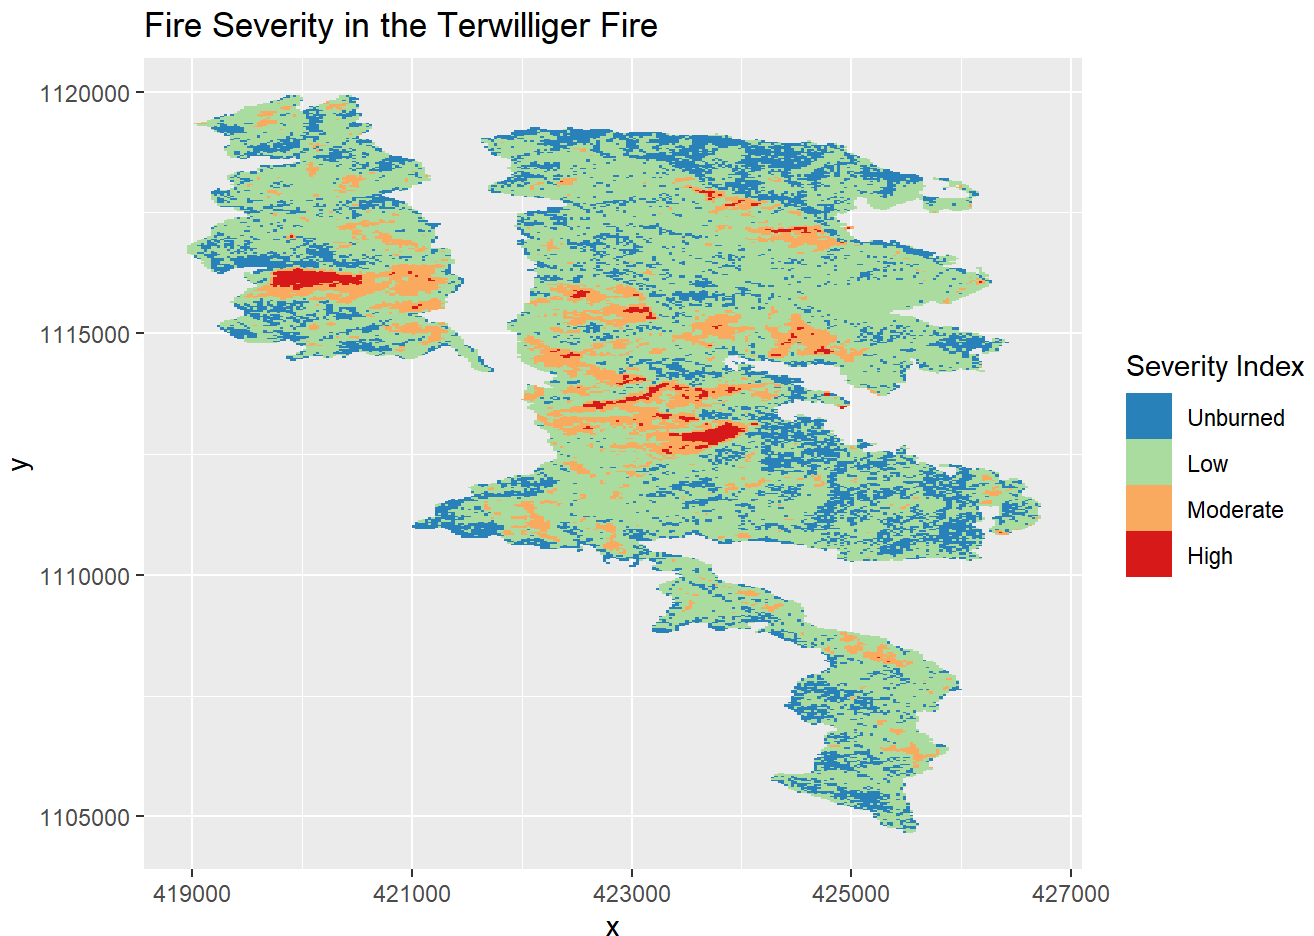 Fire Severity in the Terwilliger Fire
1120000
1115000
1110000
1105000
y
419000 421000 423000 425000 427000
x
Severity Index
Unburned
Low
Moderate
High